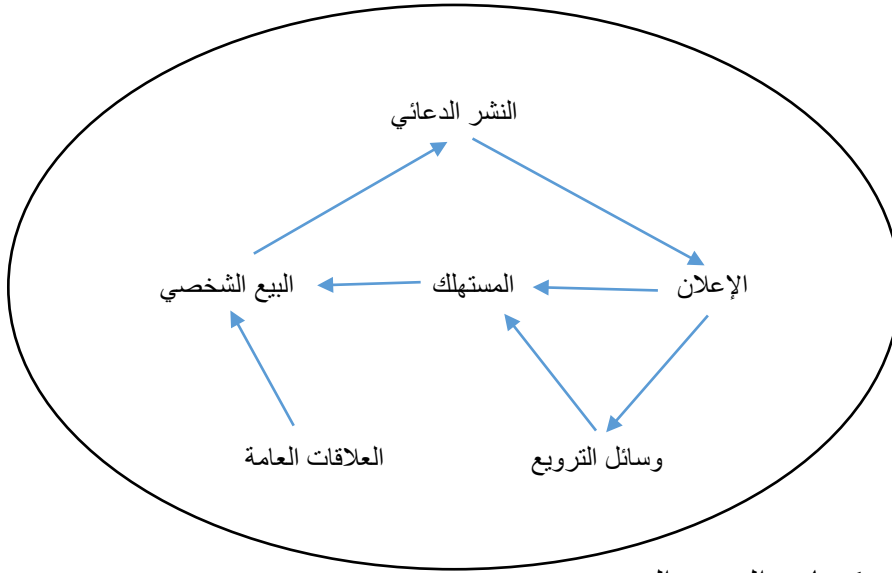 النشر الدعائي
الإعلان
المستهلك
البيع الشخصي
وسائل الترويع
العلاقات العامة